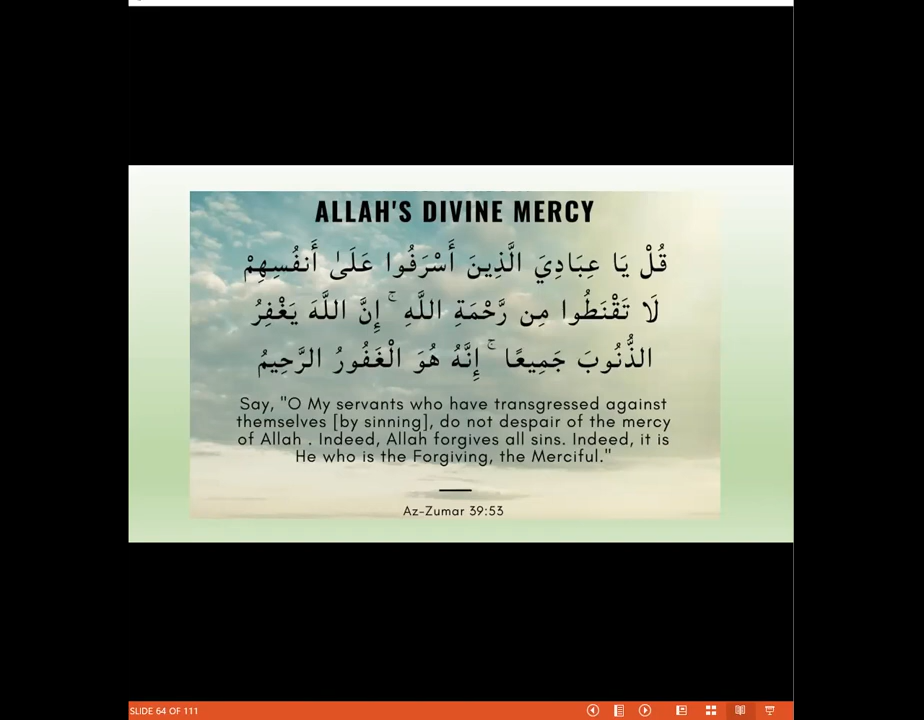 ALLAH'S DIVINE MERCY
قُلْ يَا عِبَادِيَ الَّذِينَ أَسْرَفُوا عَلَىٰ أَنفُسِهِمْ
لَا تَقْنَطُوا مِن رَّحْمَةِ اللَّهِ ۚ إِنَّ اللَّهَ يَغْفِرُ
الذُّنُوبَ جَمِيعًا ۚ إِنَّهُ هُوَ الْغَفُورُ الرَّحِيمُ
Say, "O My servants who have transgressed against
themselves [by sinning], do not despair of the mercy
of Allah . Indeed, Allah forgives all sins. Indeed, it is
He who is the Forgiving, the Merciful."
Az-Zumar 39:53
SLIDE 64 OF 111